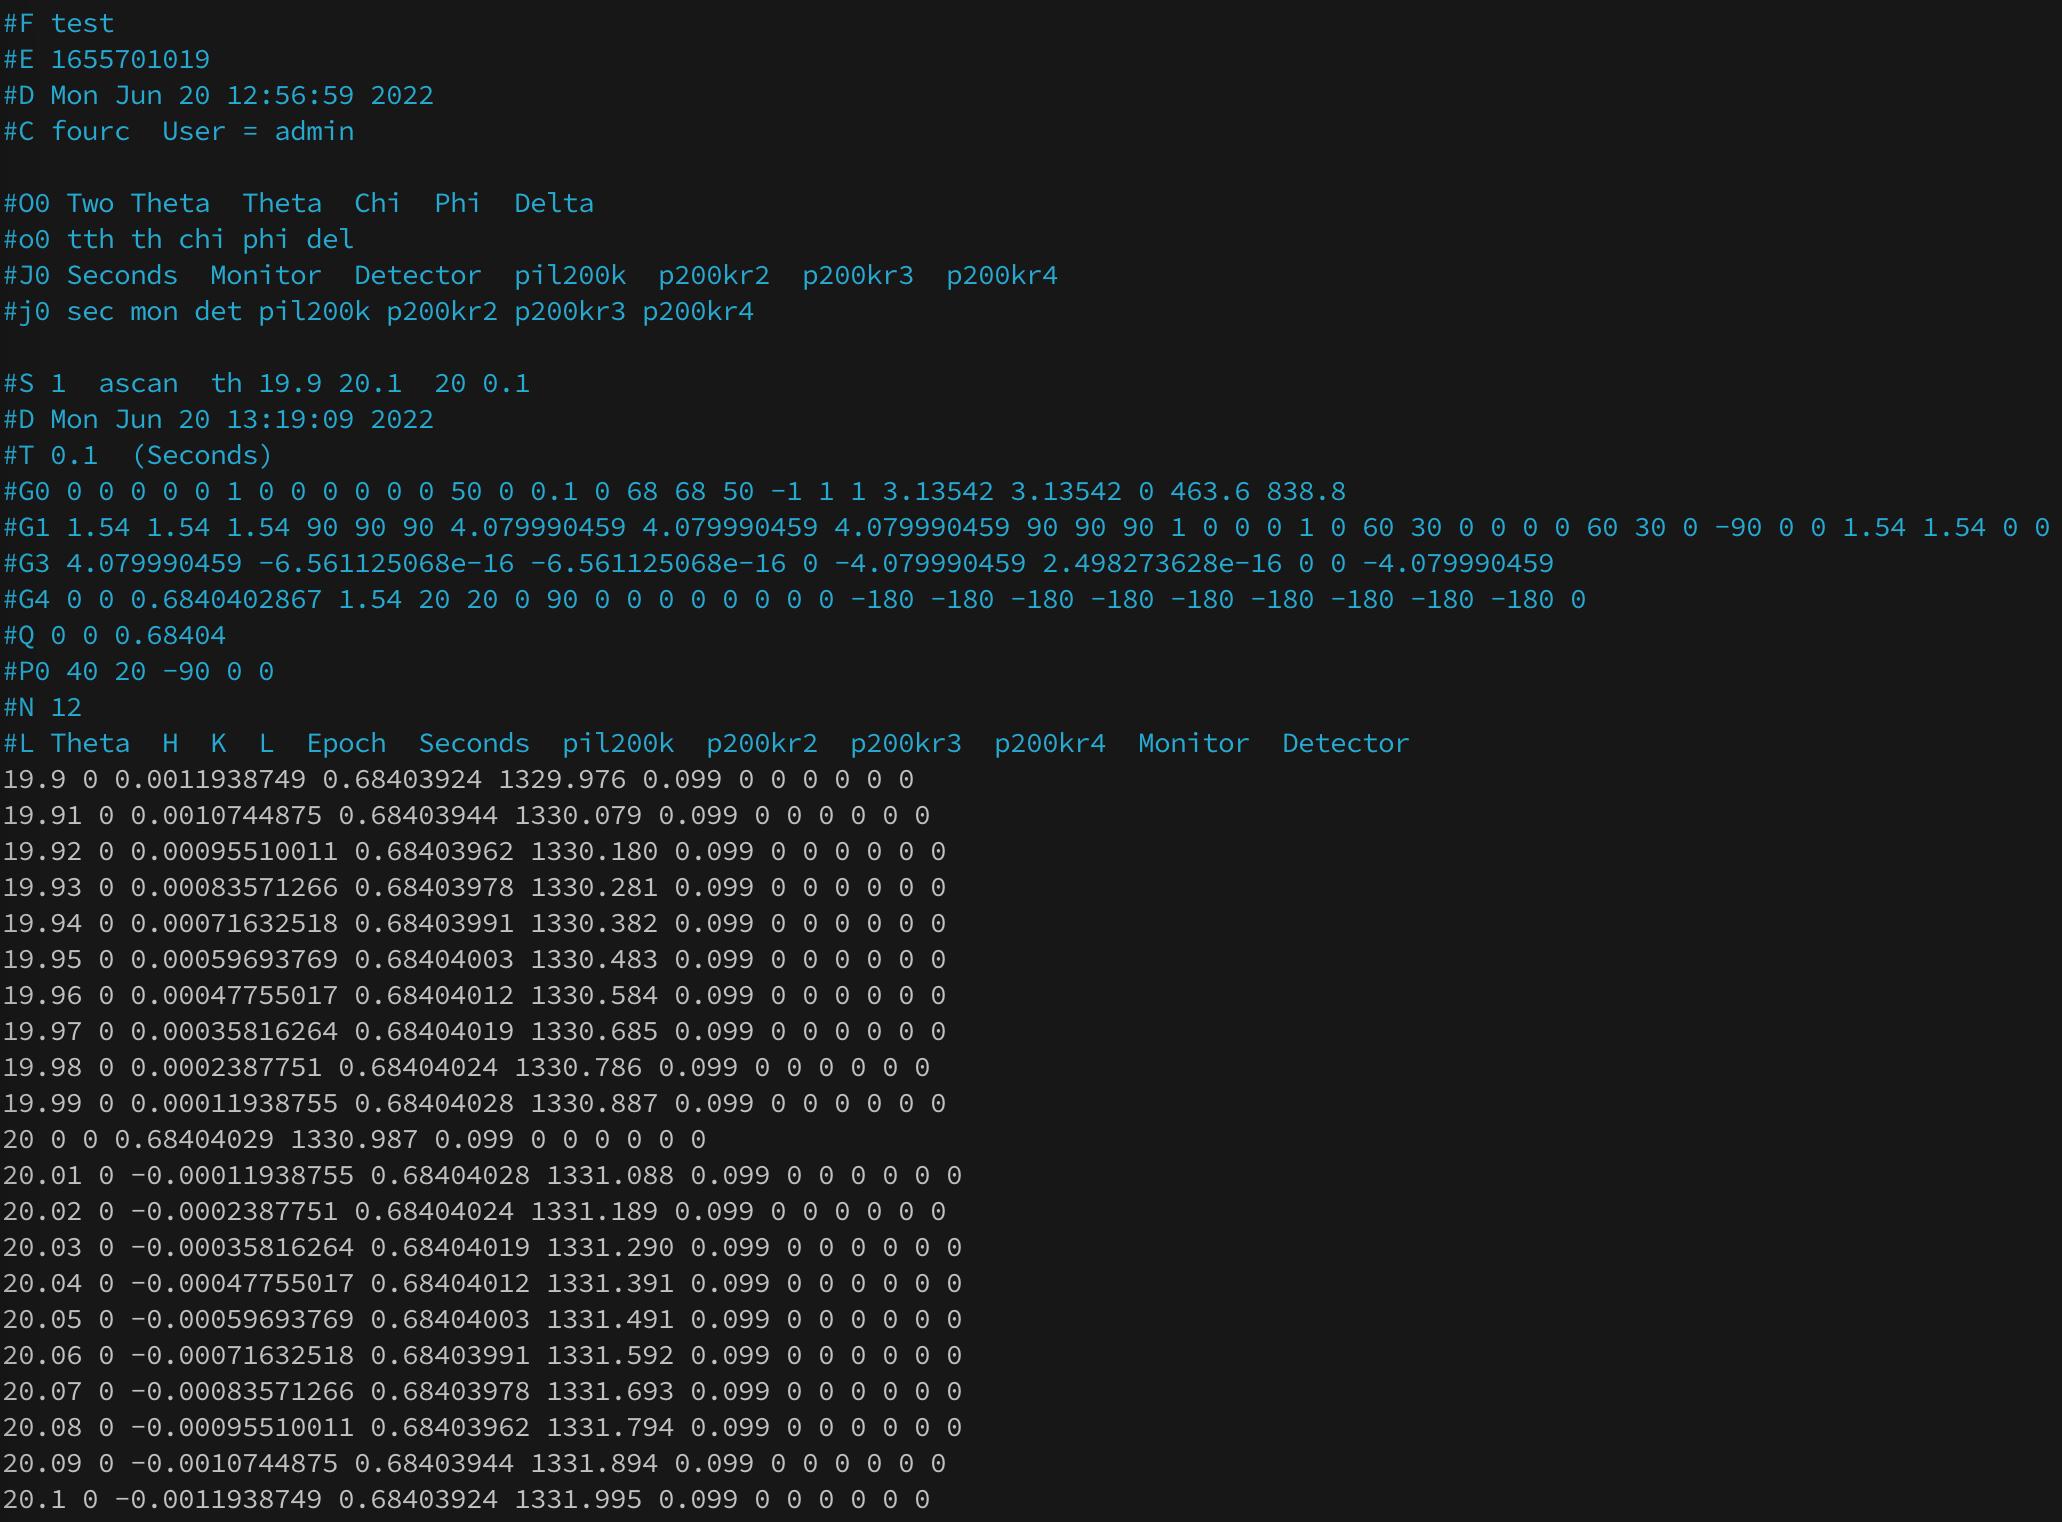 #F test
#E 1655701019
#D Mon Jun 20 12:56:59 2022
#C fourc  User = admin

#O0 Two Theta  Theta  Chi  Phi  Delta
#o0 tth th chi phi del
#J0 Seconds  Monitor  Detector  pil200k  p200kr2  p200kr3  p200kr4
#j0 sec mon det pil200k p200kr2 p200kr3 p200kr4

#S 1  ascan  th 19.9 20.1  20 0.1
#D Mon Jun 20 13:19:09 2022
#T 0.1  (Seconds)
#G0 0 0 0 0 0 1 0 0 0 0 0 0 50 0 0.1 0 68 68 50 -1 1 1 3.13542 3.13542 0 463.6 838.8
#G1 1.54 1.54 1.54 90 90 90 4.079990459 4.079990459 4.079990459 90 90 90 1 0 0 0 1 0 60 30 0 0 0 0 60 30 0 -90 0 0 1.54 1.54 0 0
#G3 4.079990459 -6.561125068e-16 -6.561125068e-16 0 -4.079990459 2.498273628e-16 0 0 -4.079990459
#G4 0 0 0.6840402867 1.54 20 20 0 90 0 0 0 0 0 0 0 0 -180 -180 -180 -180 -180 -180 -180 -180 -180 0
#Q 0 0 0.68404
#P0 40 20 -90 0 0
#N 12
#L Theta  H  K  L  Epoch  Seconds  pil200k  p200kr2  p200kr3  p200kr4  Monitor  Detector
19.9 0 0.0011938749 0.68403924 1329.976 0.099 0 0 0 0 0 0
19.91 0 0.0010744875 0.68403944 1330.079 0.099 0 0 0 0 0 0
19.92 0 0.00095510011 0.68403962 1330.180 0.099 0 0 0 0 0 0
19.93 0 0.00083571266 0.68403978 1330.281 0.099 0 0 0 0 0 0
19.94 0 0.00071632518 0.68403991 1330.382 0.099 0 0 0 0 0 0
19.95 0 0.00059693769 0.68404003 1330.483 0.099 0 0 0 0 0 0
19.96 0 0.00047755017 0.68404012 1330.584 0.099 0 0 0 0 0 0
19.97 0 0.00035816264 0.68404019 1330.685 0.099 0 0 0 0 0 0
19.98 0 0.0002387751 0.68404024 1330.786 0.099 0 0 0 0 0 0
19.99 0 0.00011938755 0.68404028 1330.887 0.099 0 0 0 0 0 0
20 0 0 0.68404029 1330.987 0.099 0 0 0 0 0 0
20.01 0 -0.00011938755 0.68404028 1331.088 0.099 0 0 0 0 0 0
20.02 0 -0.0002387751 0.68404024 1331.189 0.099 0 0 0 0 0 0
20.03 0 -0.00035816264 0.68404019 1331.290 0.099 0 0 0 0 0 0
20.04 0 -0.00047755017 0.68404012 1331.391 0.099 0 0 0 0 0 0
20.05 0 -0.00059693769 0.68404003 1331.491 0.099 0 0 0 0 0 0
20.06 0 -0.00071632518 0.68403991 1331.592 0.099 0 0 0 0 0 0
20.07 0 -0.00083571266 0.68403978 1331.693 0.099 0 0 0 0 0 0
20.08 0 -0.00095510011 0.68403962 1331.794 0.099 0 0 0 0 0 0
20.09 0 -0.0010744875 0.68403944 1331.894 0.099 0 0 0 0 0 0
20.1 0 -0.0011938749 0.68403924 1331.995 0.099 0 0 0 0 0 0